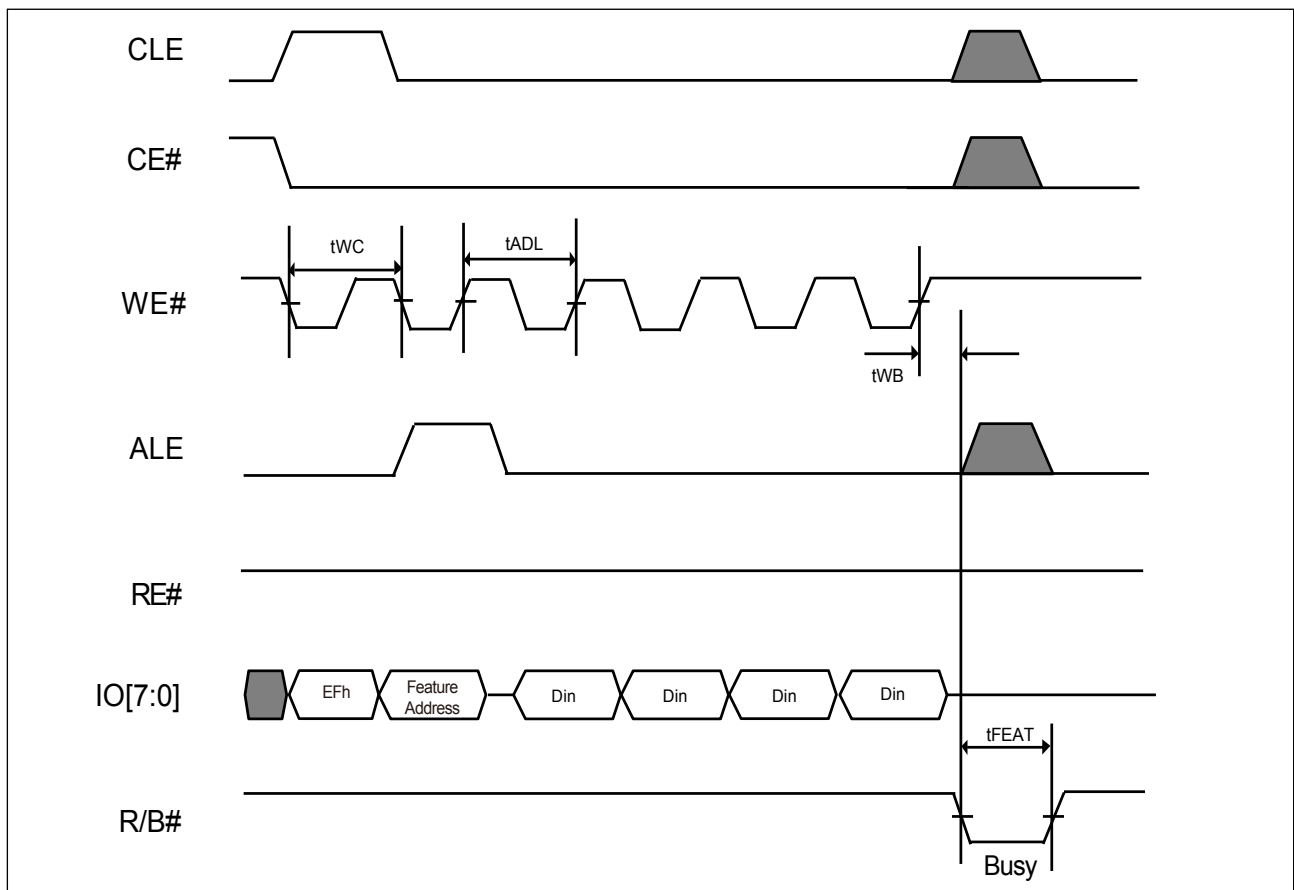 CLE
CE#
tWC
tADL
WE#
tWB
ALE
RE#
IO[7:0]
EFh
Feature
Address
Din
Din
Din
Din
tFEAT
R/B#
Busy